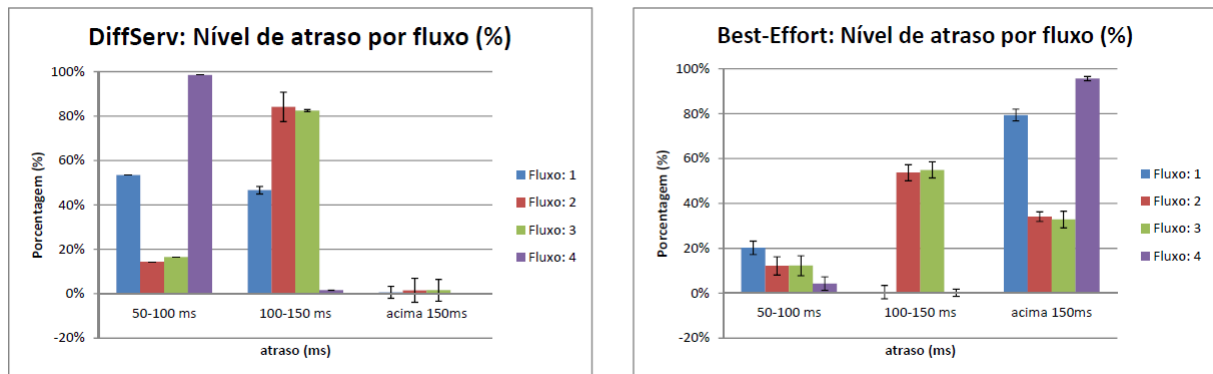 DiffServ: Nível de atraso por fluxo (%)
100%
80%
60%
40%
20%
0%
-20%
Porcentagem (%)
50-100 ms
100-150 ms
acima 150ms
atraso (ms)
Fluxo: 1
Fluxo: 2
Fluxo: 3
Fluxo: 4
Best-Effort: Nível de atraso por fluxo (%)
100%
80%
60%
40%
20%
0%
-20%
Porcentagem (%)
50-100 ms
100-150 ms
acima 150ms
atraso (ms)
Fluxo: 1
Fluxo: 2
Fluxo: 3
Fluxo: 4